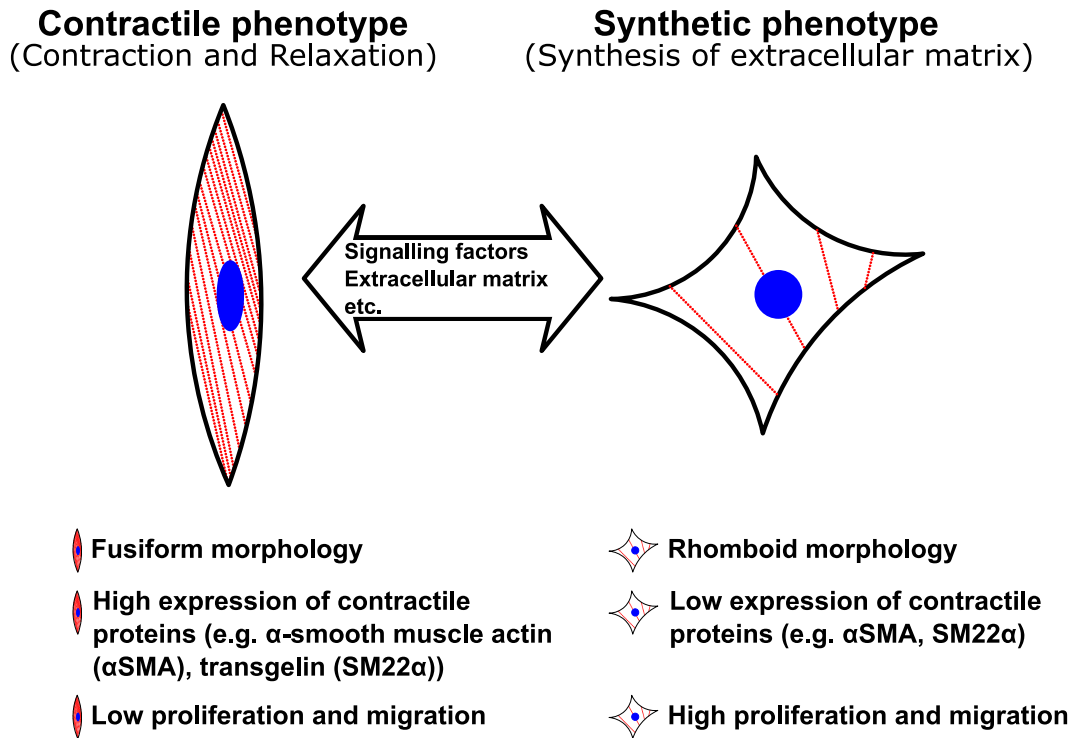 Contractile phenotype
(Contraction and Relaxation)
Synthetic phenotype
(Synthesis of extracellular matrix)
Signalling factors
Extracellular matrix
etc.
Fusiform morphology
High expression of contractile
proteins (e.g. α-smooth muscle actin
(αSMA), transgelin (SM22α))
Low proliferation and migration
Rhomboid morphology
Low expression of contractile
proteins (e.g. αSMA, SM22α)
High proliferation and migration